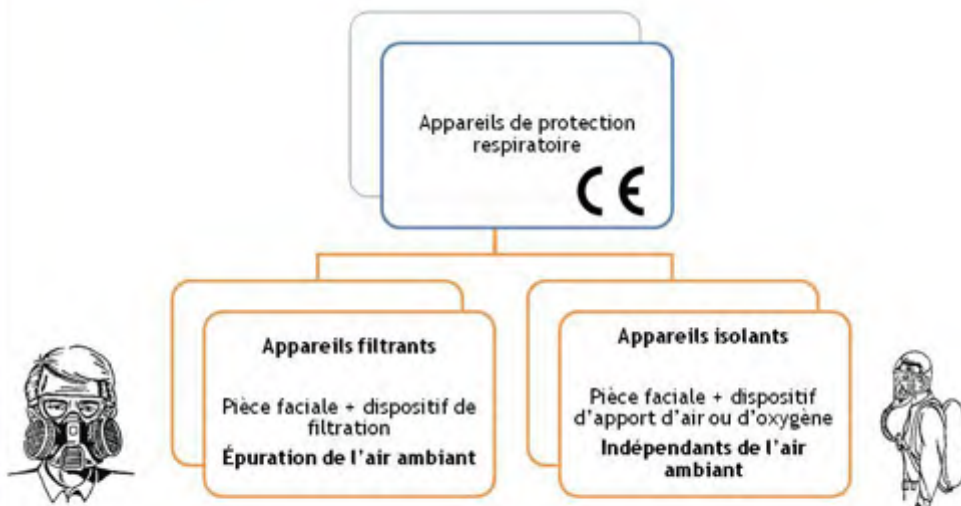 Appareils de protection
respiratoire
CE
Appareils filtrants
Pièce faciale + dispositif de
filtration
Épuration de l'air ambiant
Appareils isolants
Pièce faciale + dispositif
d'apport d'air ou d'oxygène
Indépendants de l'air
ambiant